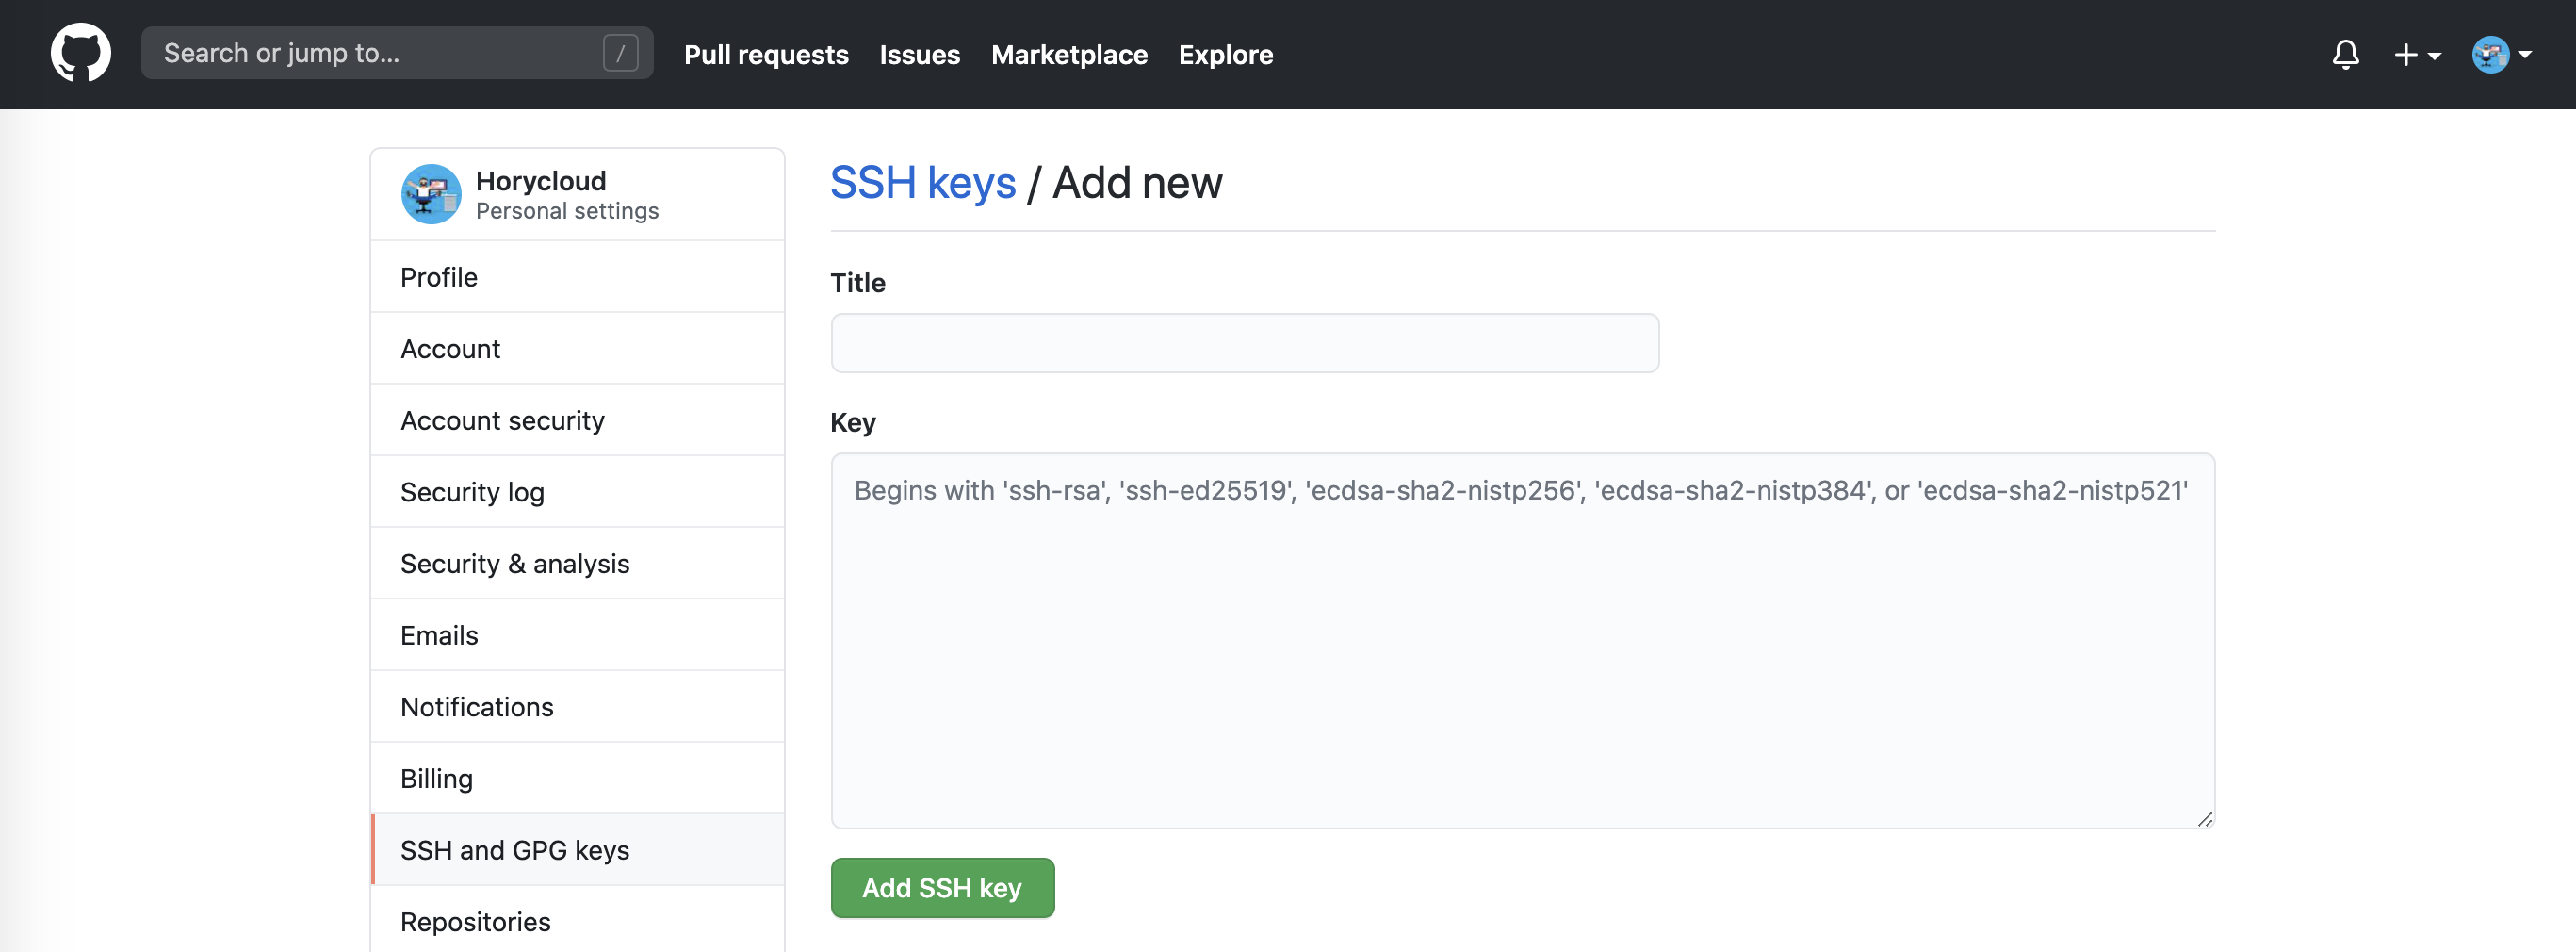 Search or jump to... / Pull requests Issues Marketplace Explore
Horycloud
Personal settings
Profile
Account
Account security
Security log
Security & analysis
Emails
Notifications
Billing
SSH and GPG keys
Repositories
SSH keys / Add new
Title
Key
Begins with 'ssh-rsa', 'ssh-ed25519', 'ecdsa-sha2-nistp256', 'ecdsa-sha2-nistp384', or 'ecdsa-sha2-nistp521'
Add SSH key